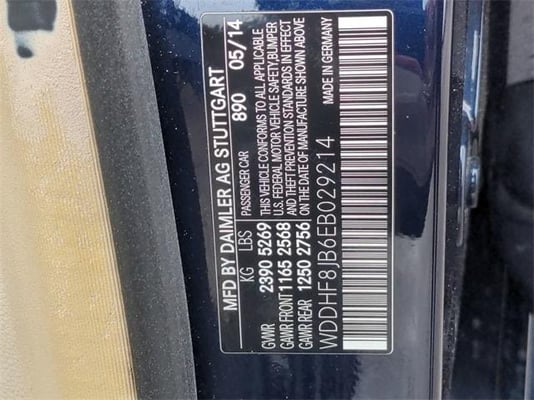 MFD BY DAIMLER AG STUTTGART
PASSENGER CAR 890 05/14
KG LBS
GVWR 2390 5269
GAWR FRONT 1165 2568
GAWR REAR 1250 2756
THIS VEHICLE CONFORMS TO ALL APPLICABLE
U.S. FEDERAL MOTOR VEHICLE SAFETY,BUMPER
AND THEFT PREVENTION STANDARDS IN EFFECT
ON THE DATE OF MANUFACTURE SHOWN ABOVE
WDDHF8JB6EB029214
MADE IN GERMANY